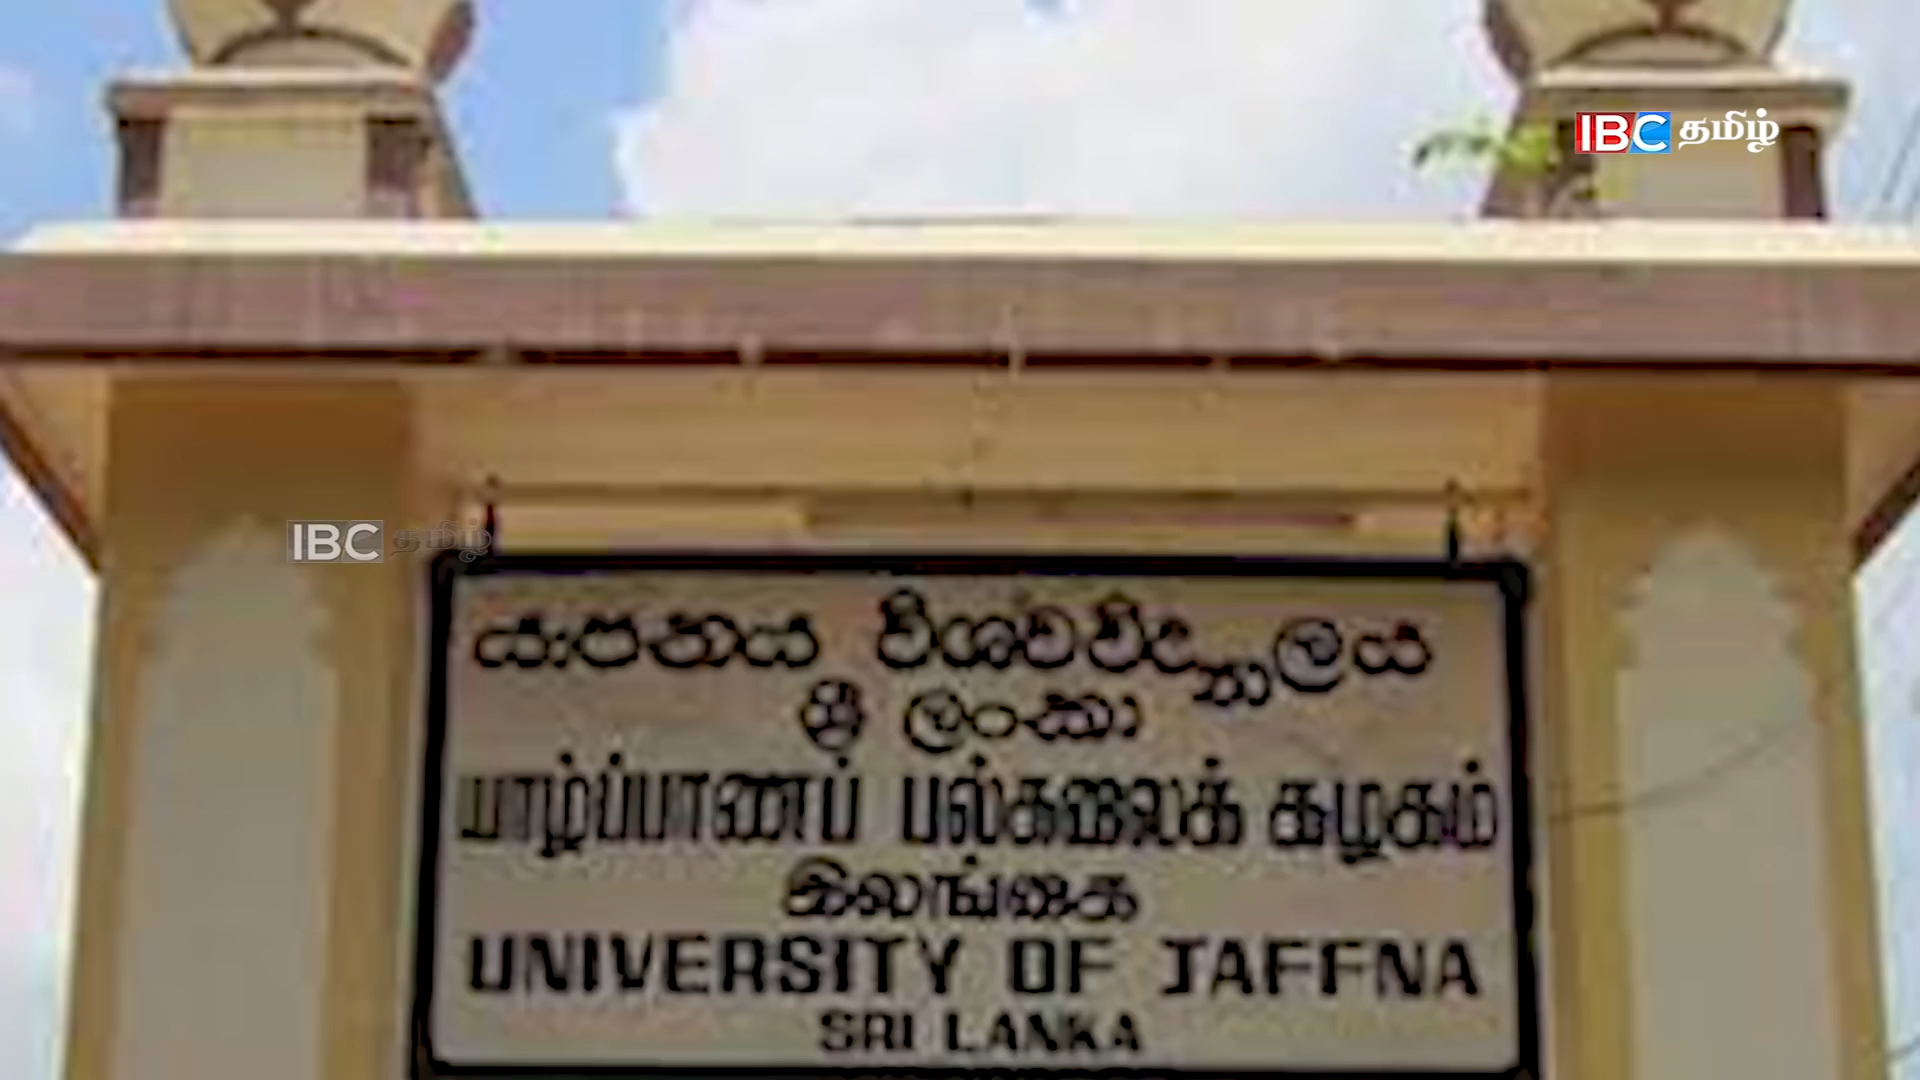 IBC தமிழ்
IBC தமிழ்
යාපනය විශ්වවිද්‍යාලය
ශ්‍රී ලංකා
யாழ்ப்பாணப் பல்கலைக் கழகம்
இலங்கை
UNIVERSITY OF JAFFNA
SRI LANKA